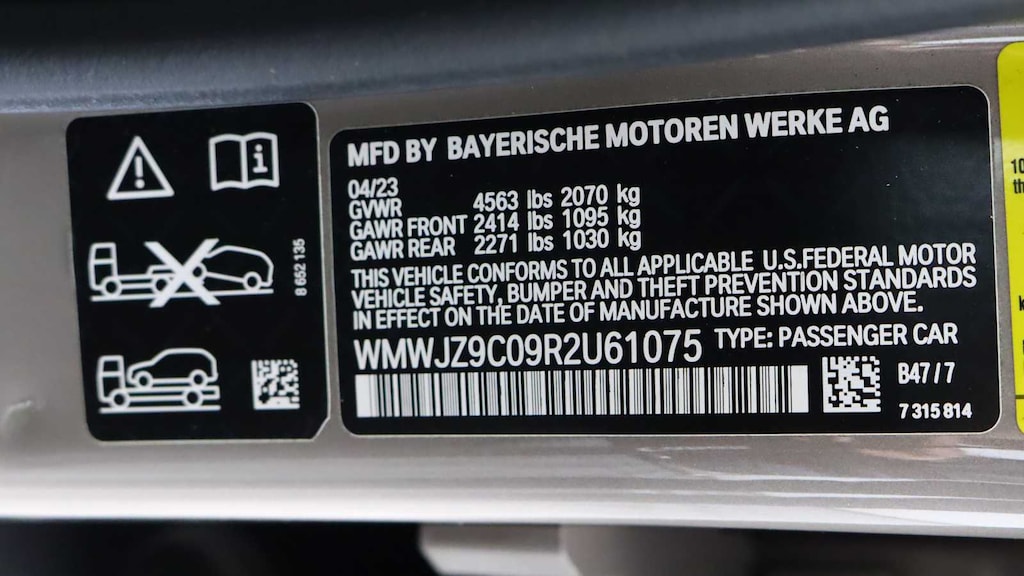 8 652 135
MFD BY BAYERISCHE MOTOREN WERKE AG
04/23
GVWR 4563 lbs 2070 kg
GAWR FRONT 2414 lbs 1095 kg
GAWR REAR 2271 lbs 1030 kg
THIS VEHICLE CONFORMS TO ALL APPLICABLE U.S.FEDERAL MOTOR
VEHICLE SAFETY, BUMPER AND THEFT PREVENTION STANDARDS
IN EFFECT ON THE DATE OF MANUFACTURE SHOWN ABOVE.
WMWJZ9C09R2U61075 TYPE: PASSENGER CAR
B47/7
7 315 814
10
th